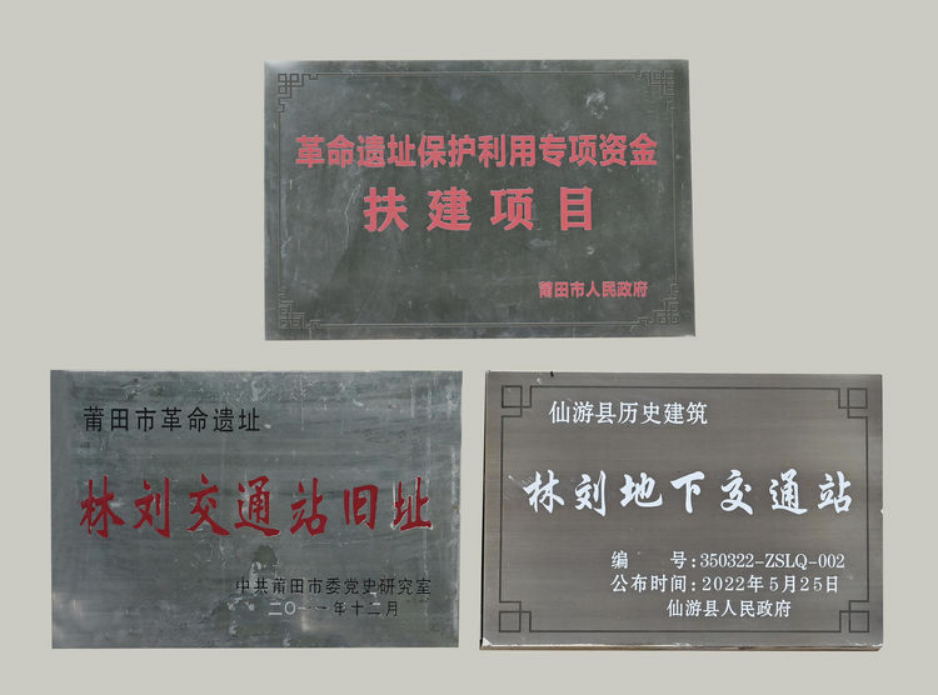 革命遗址保护利用专项资金
扶建项目
莆田市人民政府
莆田市革命遗址
林刘交通站旧址
中共莆田市委党史研究室
二〇一一年十二月
仙游县历史建筑
林刘地下交通站
编 号:350322-ZSLQ-002
公布时间:2022年5月25日
仙游县人民政府